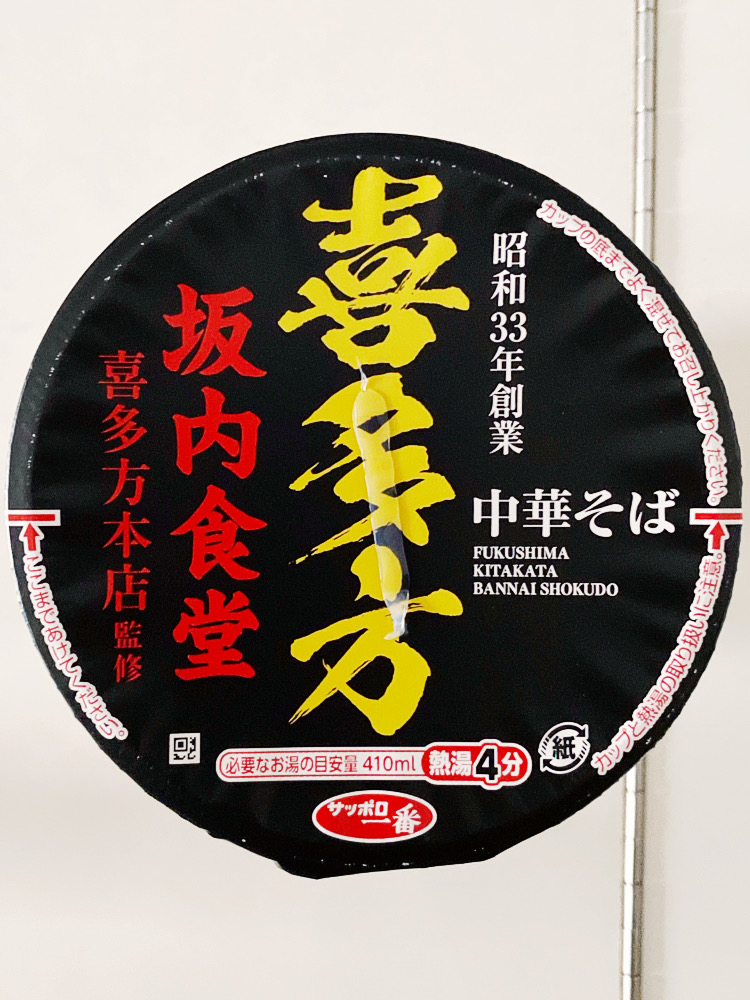 昭和33年創業
喜多方
中華そば
FUKUSHIMA
KITAKATA
BANNAI SHOKUDO
坂内食堂
喜多方本店監修
カップの底までよく混ぜてお召し上がりください。
カップと熱湯の取り扱いに注意。
ここまであけてください。
必要なお湯の目安量 410ml 熱湯4分
紙
サッポロ一番